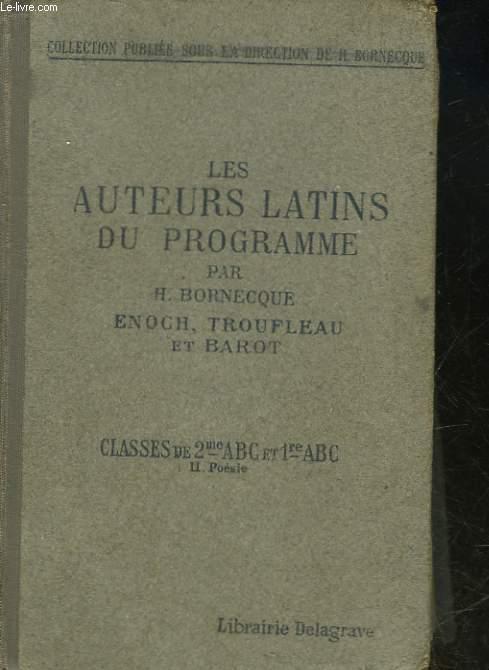 Le-livre.com
COLLECTION PUBLIÉE SOUS LA DIRECTION DE H. BORNECQUE
LES
AUTEURS LATINS
DU PROGRAMME
PAR
H. BORNECQUE
ENOCH, TROUFLEAU
ET BAROT
CLASSES DE 2me ABC ET 1re ABC
II. Poésie
Librairie Delagrave